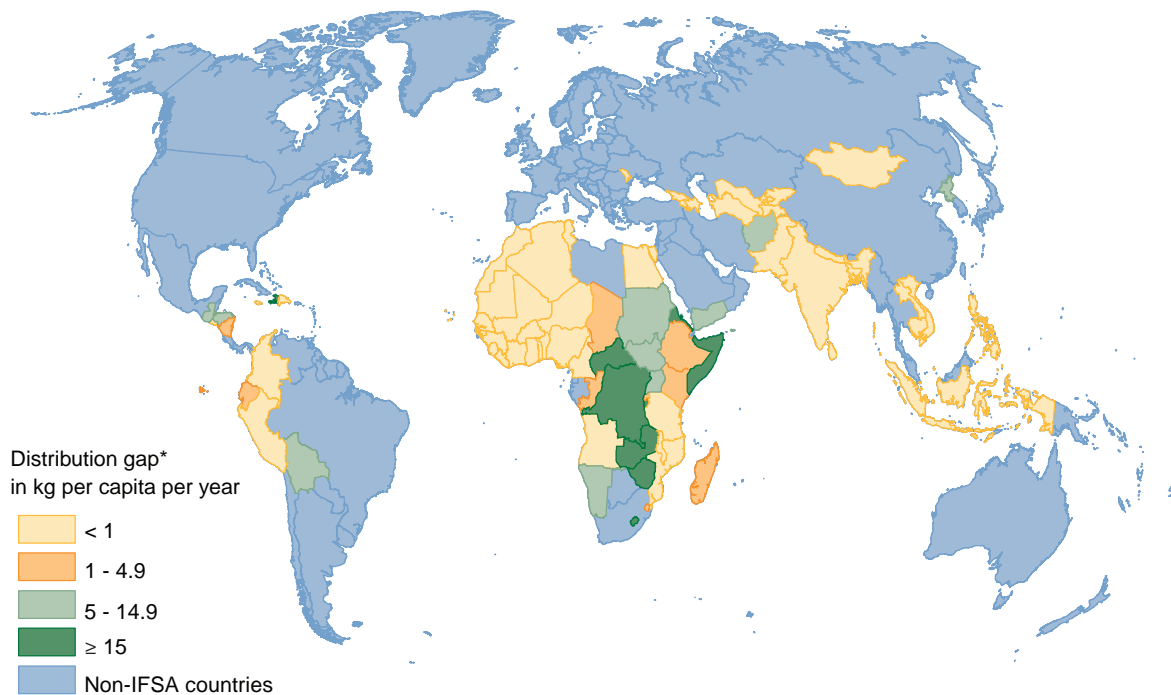 Distribution gap*
in kg per capita per year
< 1
1 - 4.9
5 - 14.9
≥ 15
Non-IFSA countries